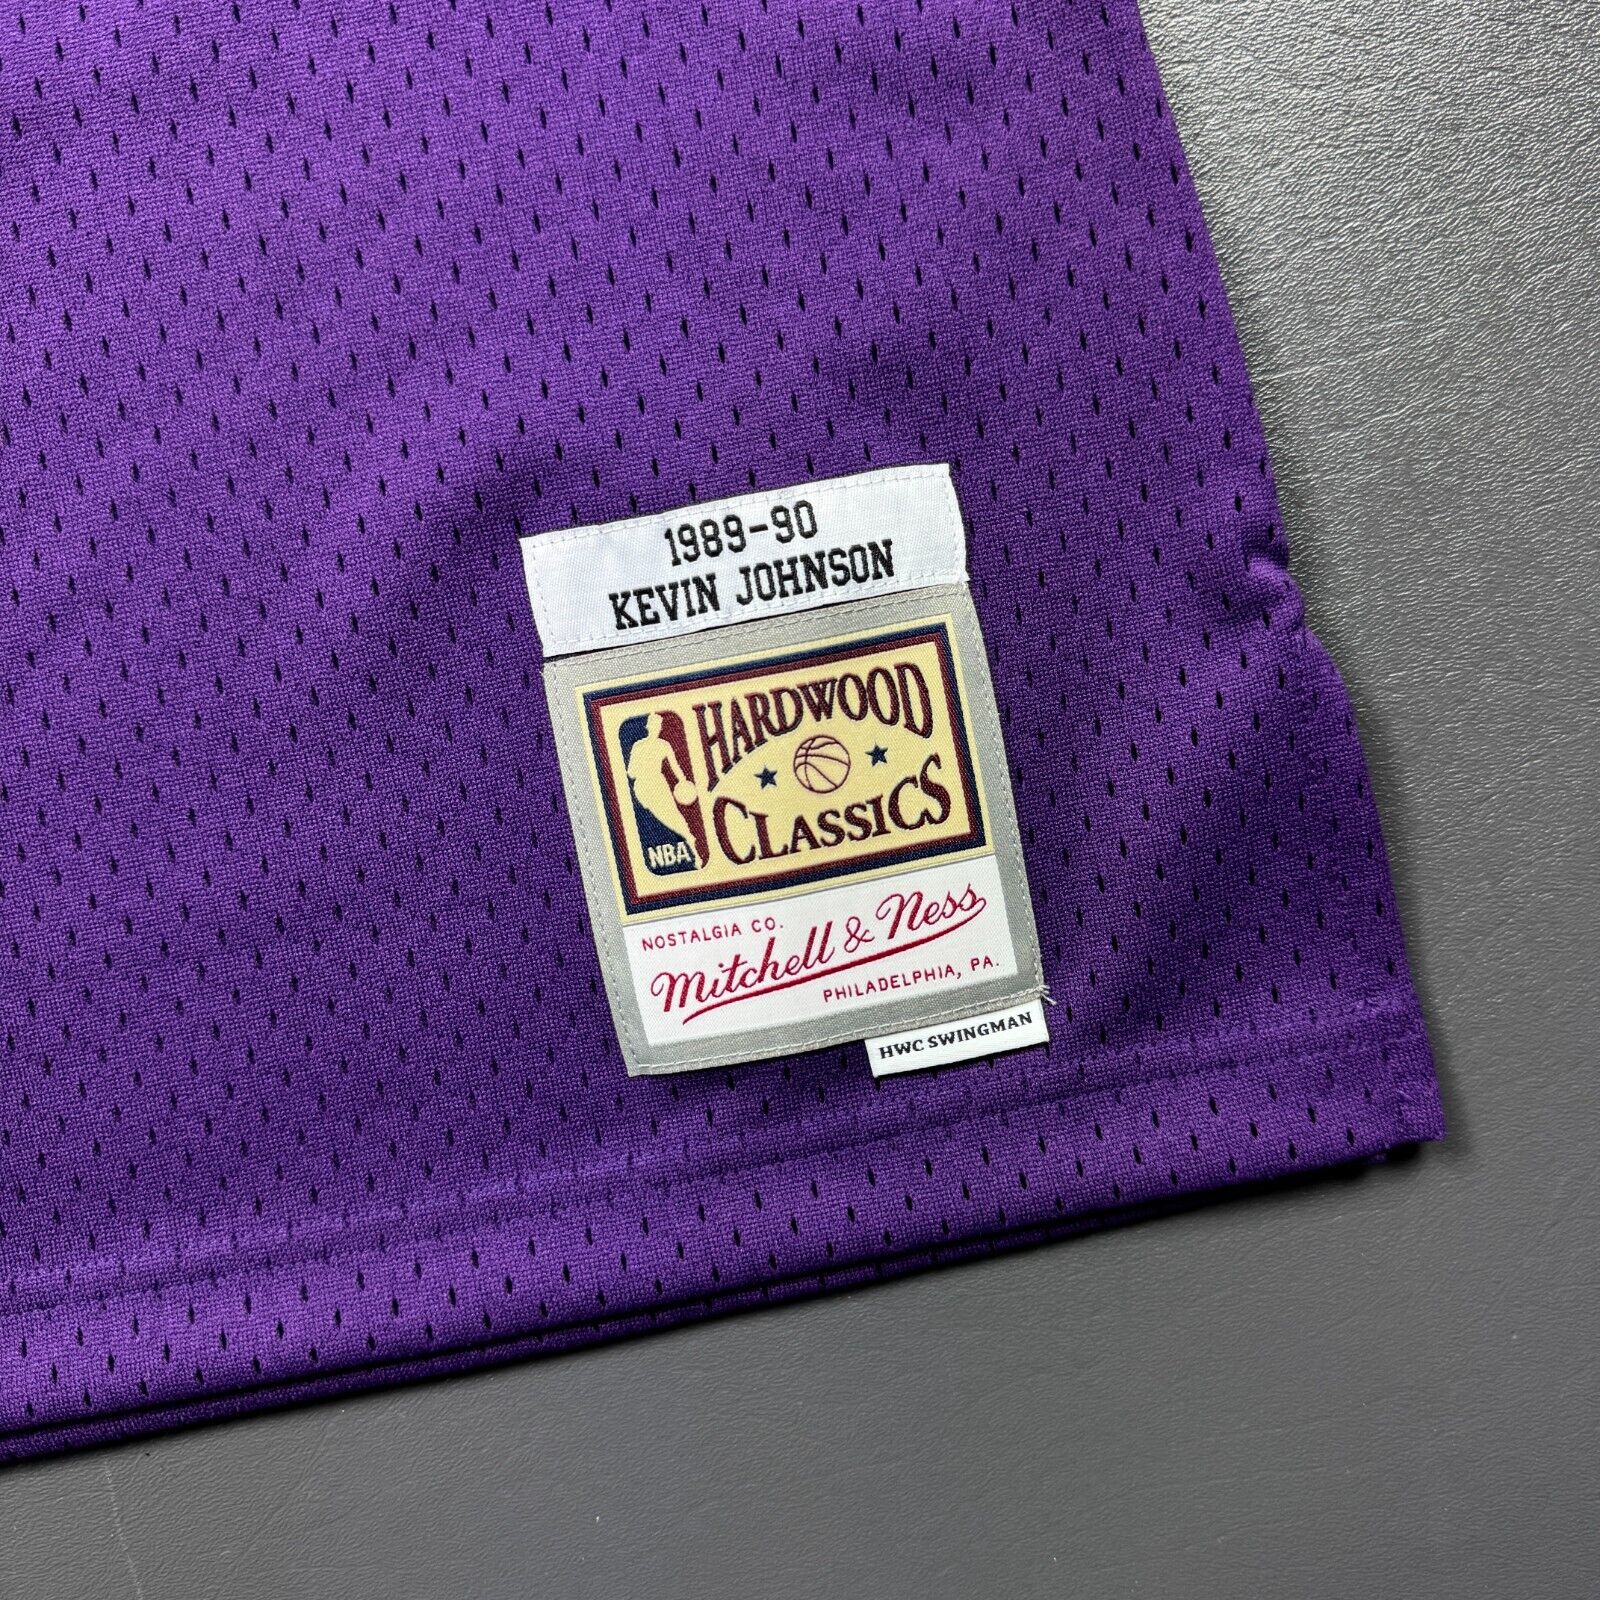 1989-90
KEVIN JOHNSON
HARDWOOD
CLASSICS
NBA
NOSTALGIA CO.
Mitchell & Ness
PHILADELPHIA, PA.
HWC SWINGMAN